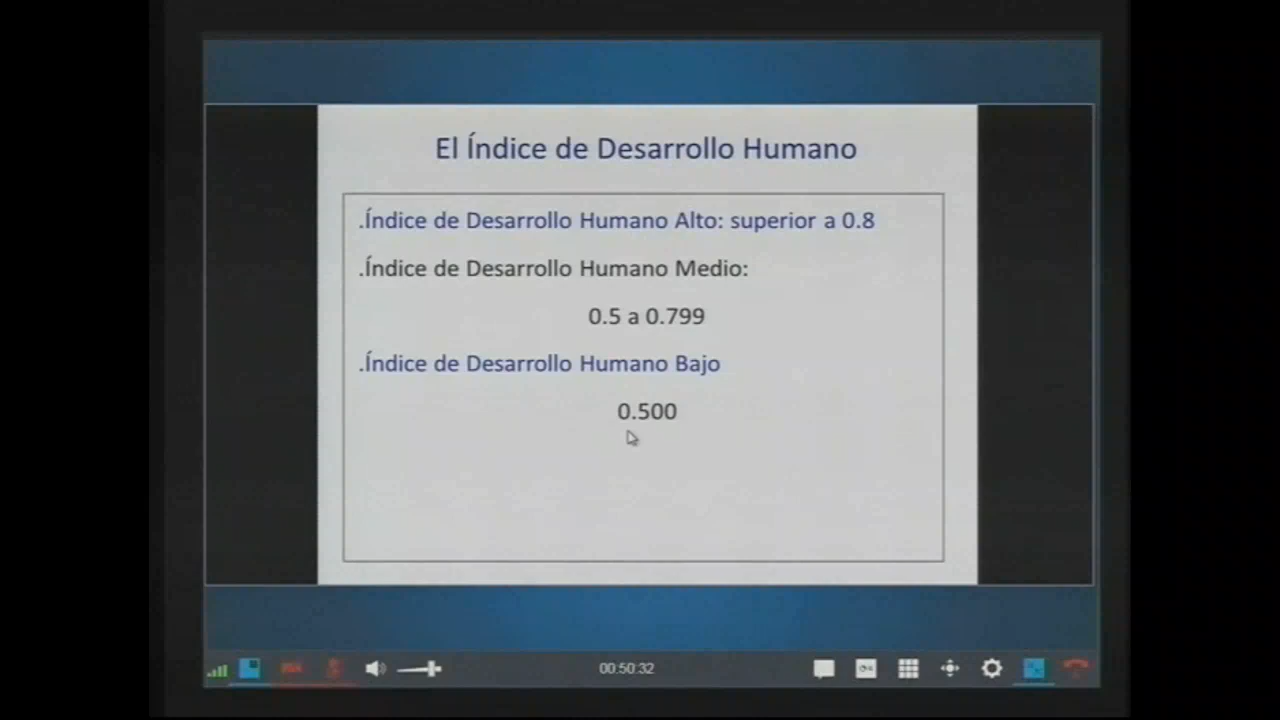 El Índice de Desarrollo Humano
.Índice de Desarrollo Humano Alto: superior a 0.8
.Índice de Desarrollo Humano Medio:
0.5 a 0.799
.Índice de Desarrollo Humano Bajo
0.500
00:50:32